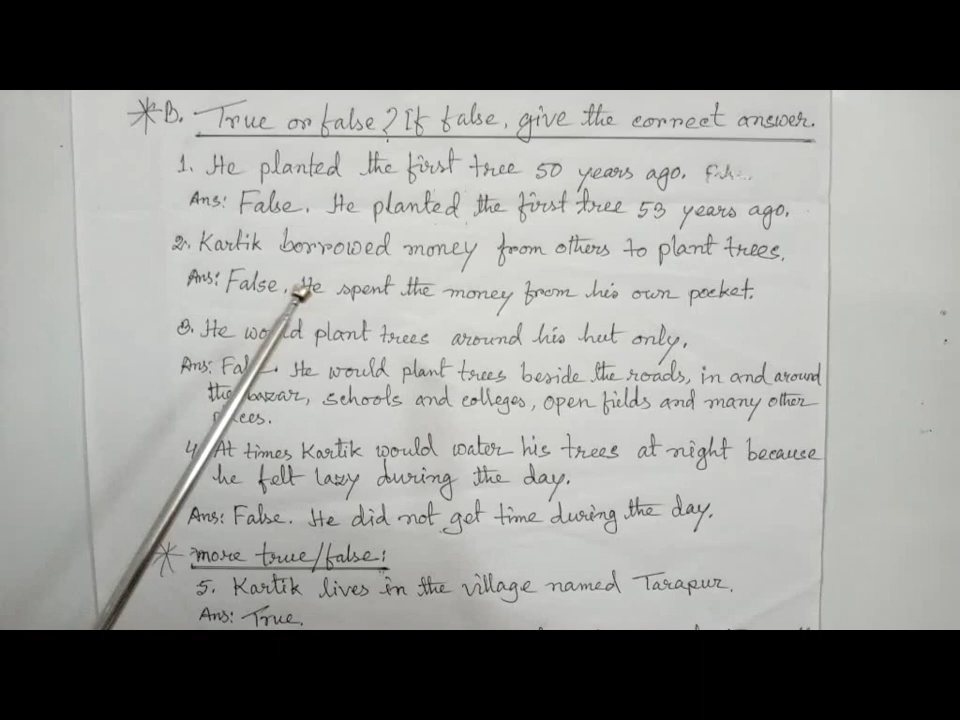 * B. True or false? If false, give the correct answer.
1. He planted the first tree 50 years ago.
Ans: False. He planted the first tree 53 years ago.
2. Kartik borrowed money from others to plant trees.
Ans: False. He spent the money from his own pocket.
3. He would plant trees around his hut only.
Ans: He would plant trees beside the roads, in and around
the bazar, schools and colleges, open fields and many other
4. At times Kartik would water his trees at night because
he felt lazy during the day.
Ans: False. He did not get time during the day.
* more true/false:
5. Kartik lives in the village named Tarapur.
Ans: True.